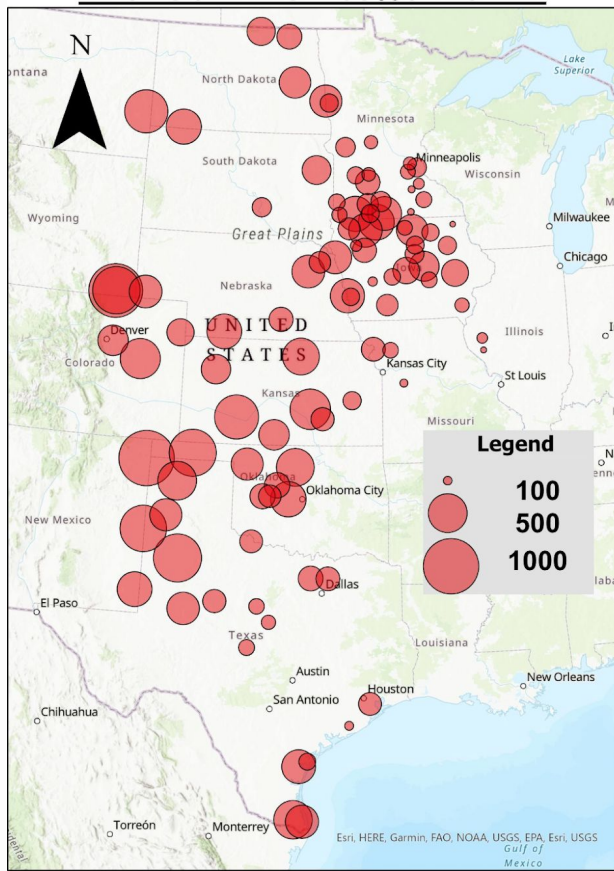 N
Lake
Superior
ontana
North Dakota
Minnesota
Minneapolis
South Dakota
Wisconsin
Wyoming
Great Plains
Milwaukee
Chicago
Iowa
Nebraska
Denver
UNITED
STATES
Illinois
Colorado
Kansas City
St Louis
Kansas
Missouri
Legend
100
500
1000
Oklahoma
Oklahoma City
New Mexico
Dallas
El Paso
Texas
Louisiana
Austin
Houston
New Orleans
San Antonio
Chihuahua
Torreón
Monterrey
Esri, HERE, Garmin, FAO, NOAA, USGS, EPA, Esri, USGS
Gulf of
Mexico